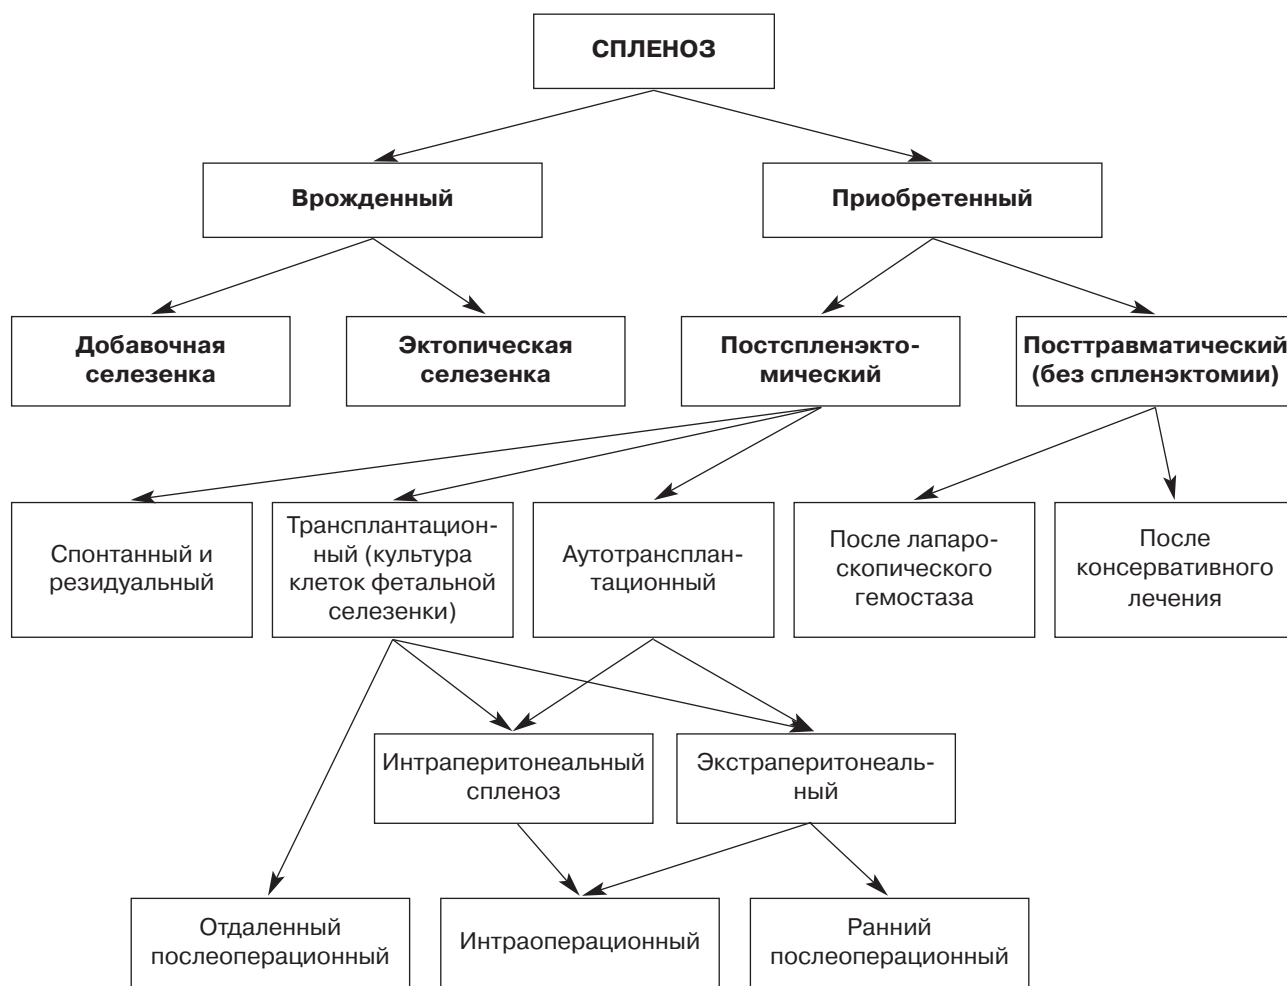 СПЛЕНОЗ
Врожденный
Приобретенный
Добавочная
селезенка
Эктопическая
селезенка
Постспленэкто-
мический
Посттравматический
(без спленэктомии)
Спонтанный и
резидуальный
Трансплантацион-
ный (культура
клеток фетальной
селезенки)
Аутотрансплан-
тационный
После лапаро-
скопического
гемостаза
После
консервативного
лечения
Интраперитонеальный
спленоз
Экстраперитонеаль-
ный
Отдаленный
послеоперационный
Интраоперационный
Ранний
послеоперационный